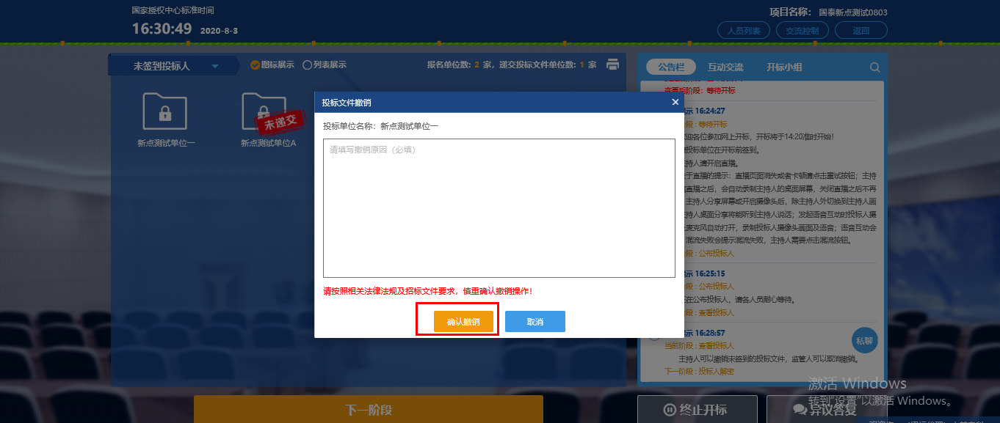 国家授权中心标准时间
16:30:49 2020-8-3
项目名称： 国泰新点测试0803
人员列表 交流控制 返回
未签到投标人
图标展示 列表展示
报名单位数: 2 家，递交投标文件单位数: 1 家
新点测试单位一
未递交
新点测试单位A
投标文件撤销
投标单位名称：新点测试单位一
请填写撤销原因（必填）
请按照相关法律法规及招标文件要求，慎重确认撤销操作！
确认撤销 取消
公告栏 互动交流 开标小组
变更后阶段：等待开标
示 16:24:27
段：等待开标
迎各位参加网上开标，开标将于14:20准时开始！
投标单位在开标前签到。
持人请开启直播。
于直播的提示：直播页面消失或者卡顿请点击重试按钮；主持
直播之后，会自动录制主持人的桌面屏幕，关闭直播之后不再
主持人分享屏幕或开启摄像头后，除主持人外切换到主持人画
持人桌面分享将能听到主持人说话；发起语音互动时投标人摄
麦克风自动打开，录制投标人摄像头画面及语音；语音互动会
混流失败会提示混流失败，主持人需要点击混流按钮。
段：公布投标人
示 16:25:15
段：公布投标人
在公布投标人，请各人员耐心等待。
段：查看投标人
示 16:28:57
当前阶段：查看投标人
主持人可以撤销未签到的投标文件，监管人可以取消撤销。
下一阶段：投标人解密
私聊
下一阶段
终止开标
异议答复
激活 Windows
转到"设置"以激活 Windows。